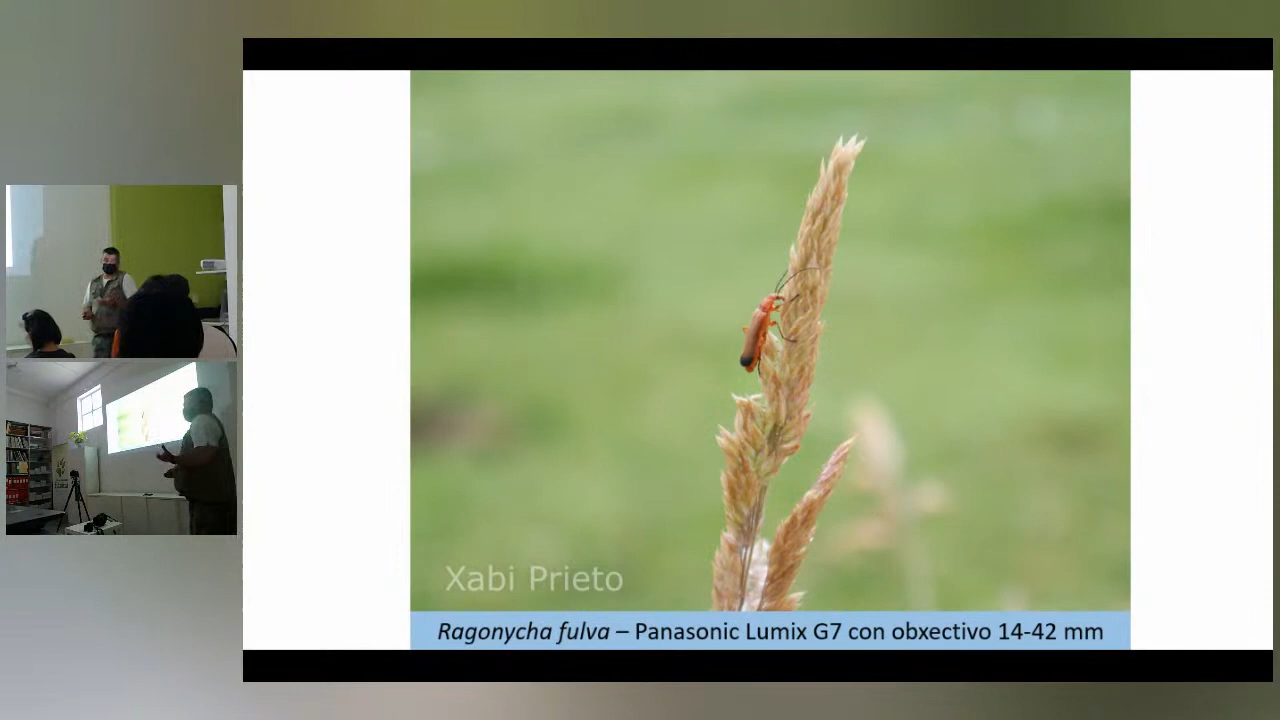 Xabi Prieto
Ragonycha fulva – Panasonic Lumix G7 con obxectivo 14-42 mm